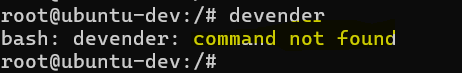 root@ubuntu-dev:/# devender
bash: devender: command not found
root@ubuntu-dev:/#